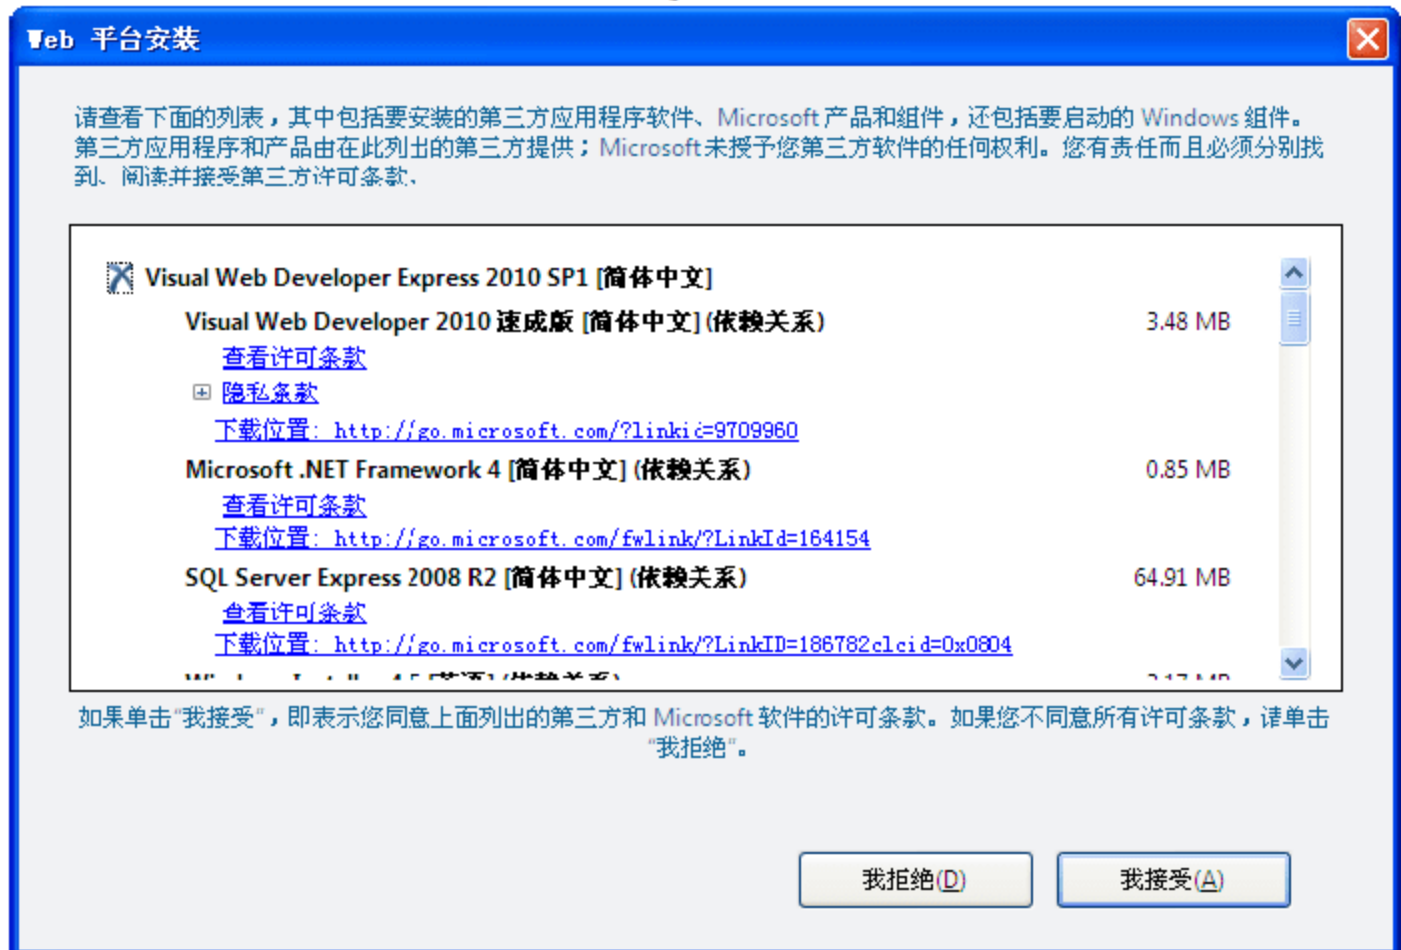 Web 平台安装
请查看下面的列表，其中包括要安装的第三方应用程序软件、Microsoft 产品和组件，还包括要启动的 Windows 组件。
第三方应用程序和产品由在此列出的第三方提供；Microsoft 未授予您第三方软件的任何权利。您有责任而且必须分别找
到、阅读并接受第三方许可条款、
Visual Web Developer Express 2010 SP1 [简体中文]
Visual Web Developer 2010 速成版 [简体中文] (依赖关系) 3.48 MB
查看许可条款
隐私条款
下载位置: http://go.microsoft.com/?linkid=9709960
Microsoft .NET Framework 4 [简体中文] (依赖关系) 0.85 MB
查看许可条款
下载位置: http://go.microsoft.com/fwlink/?LinkId=164154
SQL Server Express 2008 R2 [简体中文] (依赖关系) 64.91 MB
查看许可条款
下载位置: http://go.microsoft.com/fwlink/?LinkID=186782clcid=0x0804
如果单击“我接受”，即表示您同意上面列出的第三方和 Microsoft 软件的许可条款。如果您不同意所有许可条款，请单击
“我拒绝”。
我拒绝(D) 我接受(A)